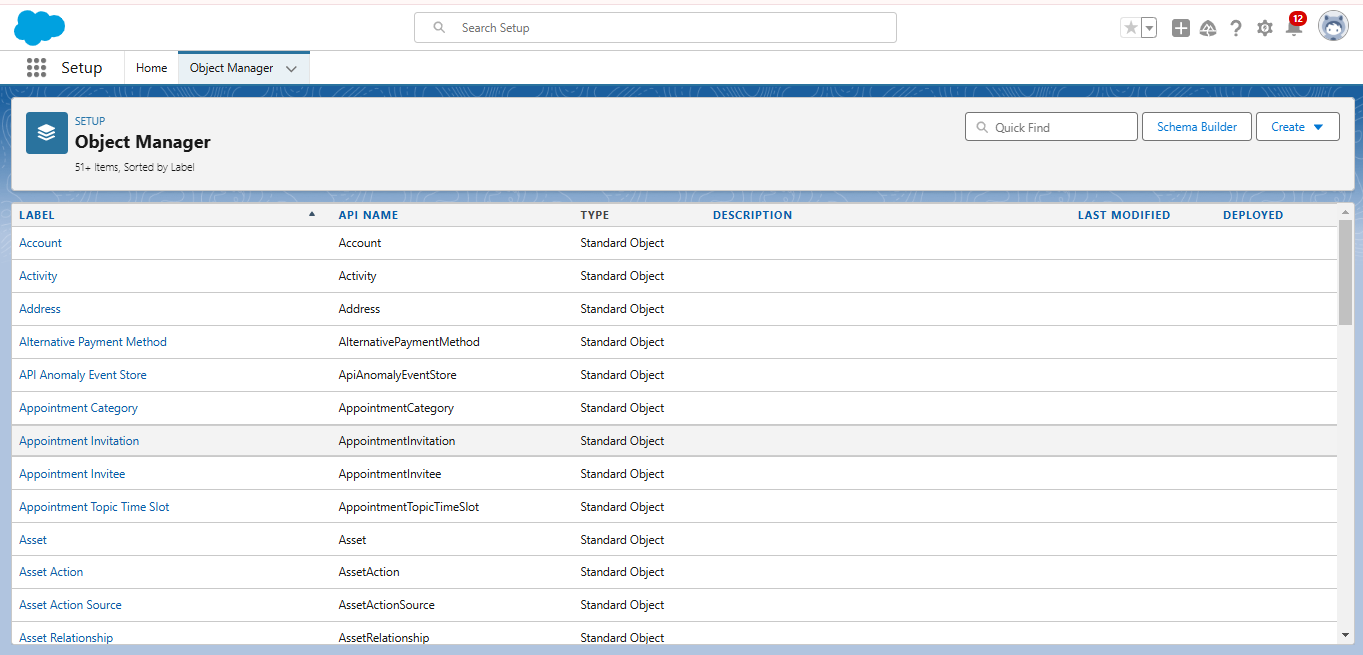 Search Setup
12
Setup
Home
Object Manager
SETUP
Object Manager
51+ Items, Sorted by Label
Quick Find
Schema Builder
Create
LABEL API NAME TYPE DESCRIPTION LAST MODIFIED DEPLOYED
Account Account Standard Object
Activity Activity Standard Object
Address Address Standard Object
Alternative Payment Method AlternativePaymentMethod Standard Object
API Anomaly Event Store ApiAnomalyEventStore Standard Object
Appointment Category AppointmentCategory Standard Object
Appointment Invitation AppointmentInvitation Standard Object
Appointment Invitee AppointmentInvitee Standard Object
Appointment Topic Time Slot AppointmentTopicTimeSlot Standard Object
Asset Asset Standard Object
Asset Action AssetAction Standard Object
Asset Action Source AssetActionSource Standard Object
Asset Relationship AssetRelationship Standard Object